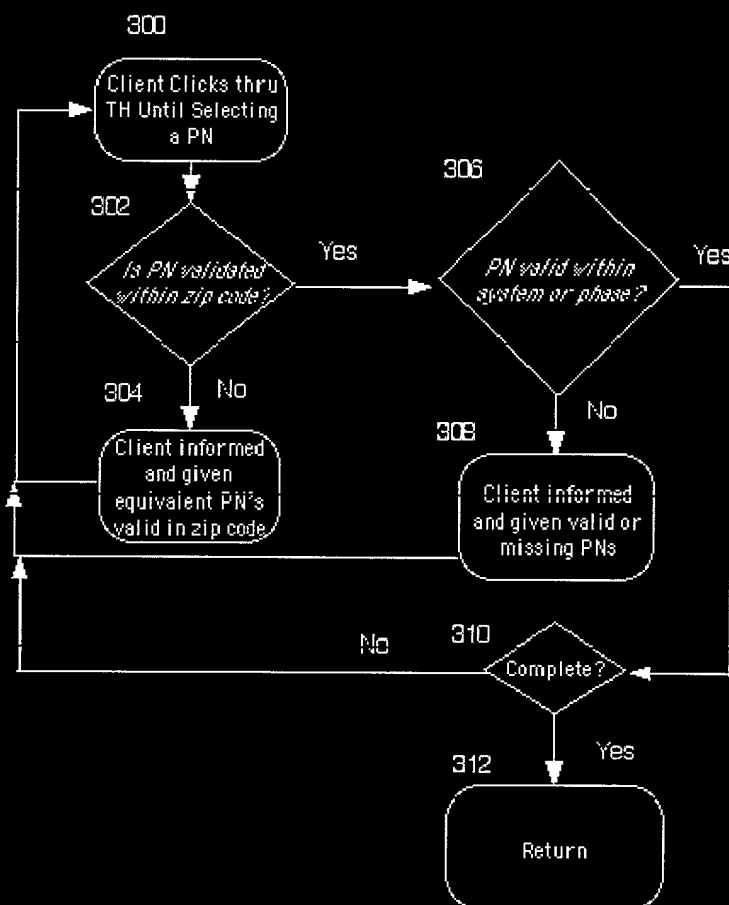 300
Client Clicks thru
TH Until Selecting
a PN
302
Is PN validated
within zip code?
Yes
306
PN valid within
system or phase?
Yes
304
No
Client informed
and given
equivalent PN's
valid in zip code
308
No
Client informed
and given valid or
missing PNs
No
310
Complete?
Yes
312
Return